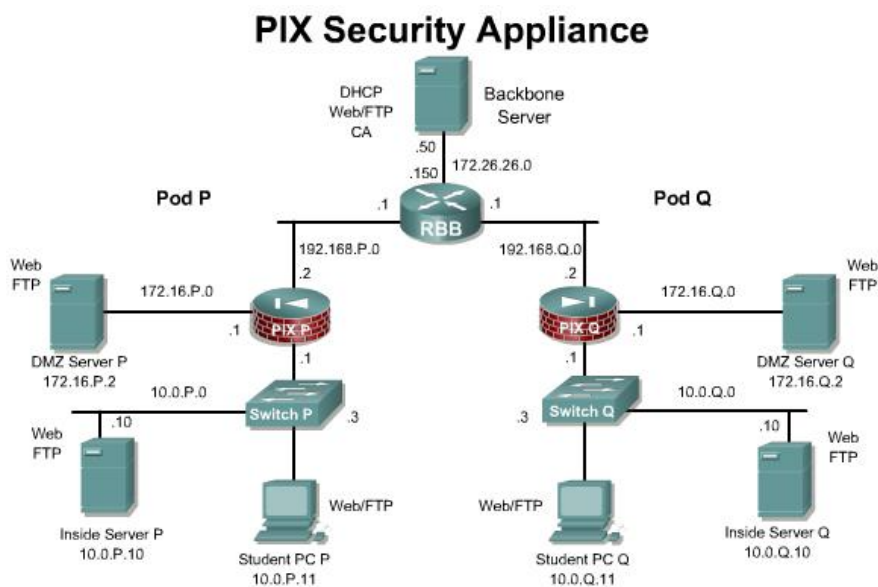 PIX Security Appliance
DHCP
Web/FTP
CA
Backbone
Server
.50
172.26.26.0
.150
Pod P
Pod Q
.1
.1
RBB
192.168.P.0
192.168.Q.0
Web
FTP
172.16.P.0
.2
.2
172.16.Q.0
Web
FTP
PIX P
PIX Q
.1
.1
DMZ Server P
172.16.P.2
.1
.1
DMZ Server Q
172.16.Q.2
10.0.P.0
10.0.Q.0
Switch P
.3
.3
Switch Q
Web
FTP
.10
.10
Web
FTP
Web/FTP
Web/FTP
Inside Server P
10.0.P.10
Student PC P
10.0.P.11
Student PC Q
10.0.Q.11
Inside Server Q
10.0.Q.10